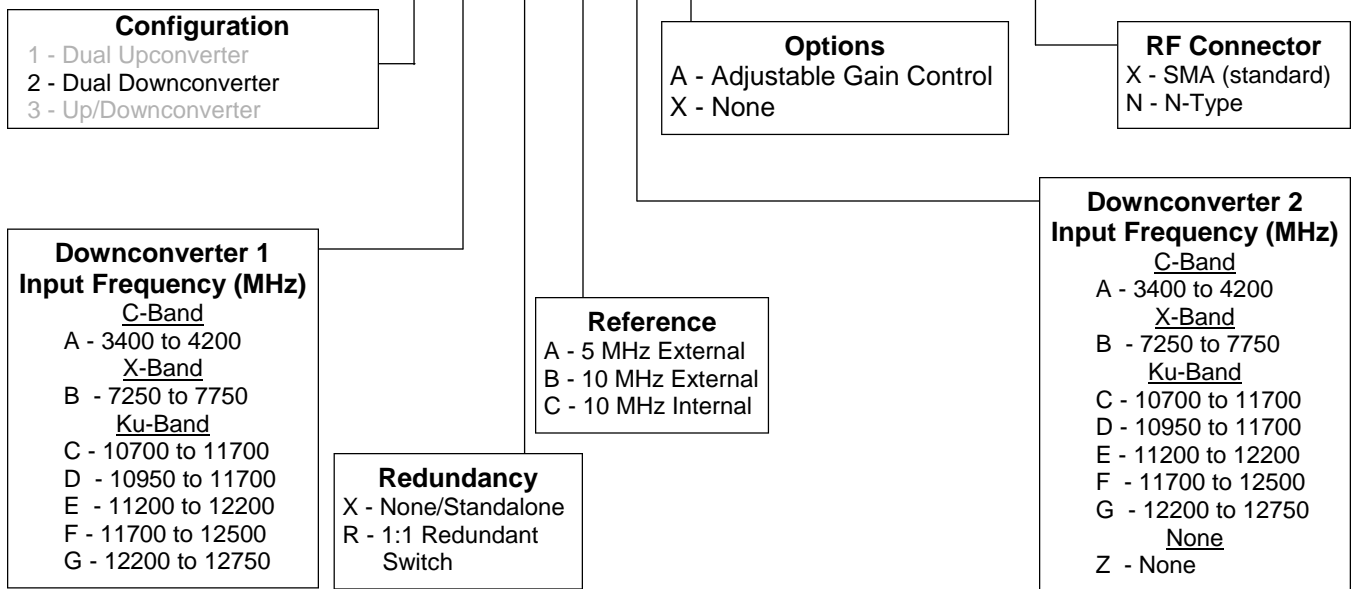 Configuration
1 - Dual Upconverter
2 - Dual Downconverter
3 - Up/Downconverter
Options
A - Adjustable Gain Control
X - None
RF Connector
X - SMA (standard)
N - N-Type
Downconverter 1
Input Frequency (MHz)
C-Band
A - 3400 to 4200
X-Band
B - 7250 to 7750
Ku-Band
C - 10700 to 11700
D - 10950 to 11700
E - 11200 to 12200
F - 11700 to 12500
G - 12200 to 12750
Redundancy
X - None/Standalone
R - 1:1 Redundant
Switch
Reference
A - 5 MHz External
B - 10 MHz External
C - 10 MHz Internal
Downconverter 2
Input Frequency (MHz)
C-Band
A - 3400 to 4200
X-Band
B - 7250 to 7750
Ku-Band
C - 10700 to 11700
D - 10950 to 11700
E - 11200 to 12200
F - 11700 to 12500
G - 12200 to 12750
None
Z - None